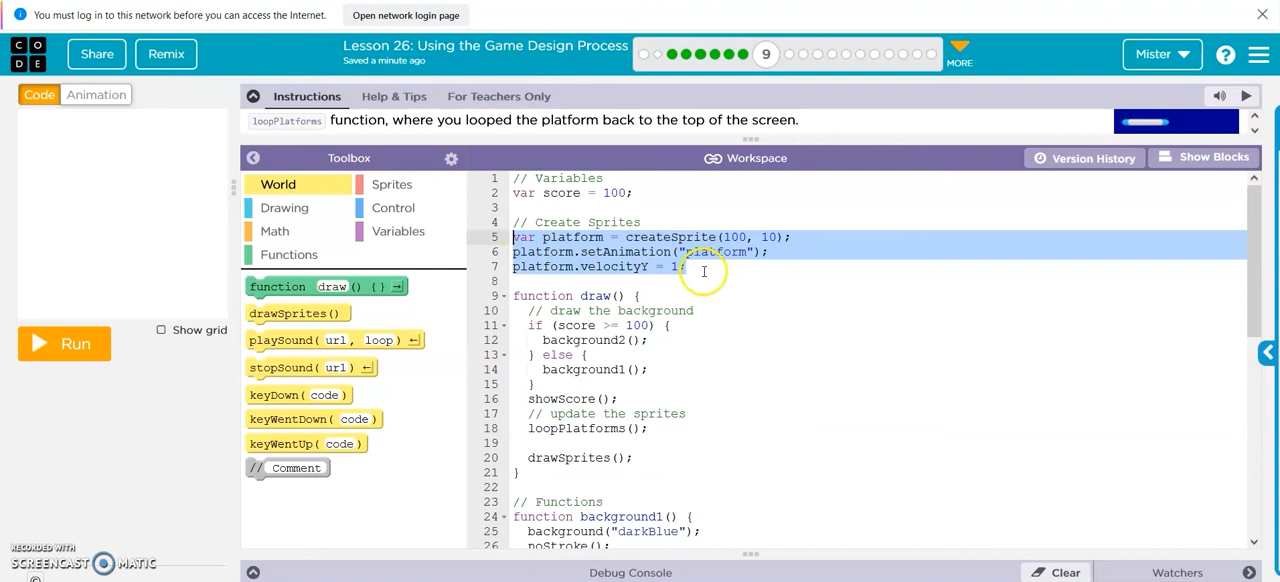 You must log in to this network before you can access the Internet.
Open network login page
C O D E
Share
Remix
Lesson 26: Using the Game Design Process
Saved a minute ago
9
MORE
Mister
?
Code
Animation
Instructions
Help & Tips
For Teachers Only
loopPlatforms function, where you looped the platform back to the top of the screen.
Toolbox
Workspace
Version History
Show Blocks
World
Sprites
Drawing
Control
Math
Variables
Functions
function draw() { }
drawSprites()
playSound( url, loop )
stopSound( url )
keyDown( code )
keyWentDown( code )
keyWentUp( code )
// Comment
Run
Show grid
1 // Variables
2 var score = 100;
3
4 // Create Sprites
5 var platform = createSprite(100, 10);
6 platform.setAnimation("platform");
7 platform.velocityY = 1;
8
9 function draw() {
10 // draw the background
11 if (score >= 100) {
12 background2();
13 } else {
14 background1();
15 }
16 showScore();
17 // update the sprites
18 loopPlatforms();
19
20 drawSprites();
21 }
22
23 // Functions
24 function background1() {
25 background("darkBlue");
26 noStroke();
RECORDED WITH
SCREENCAST MATIC
Debug Console
Clear
Watchers